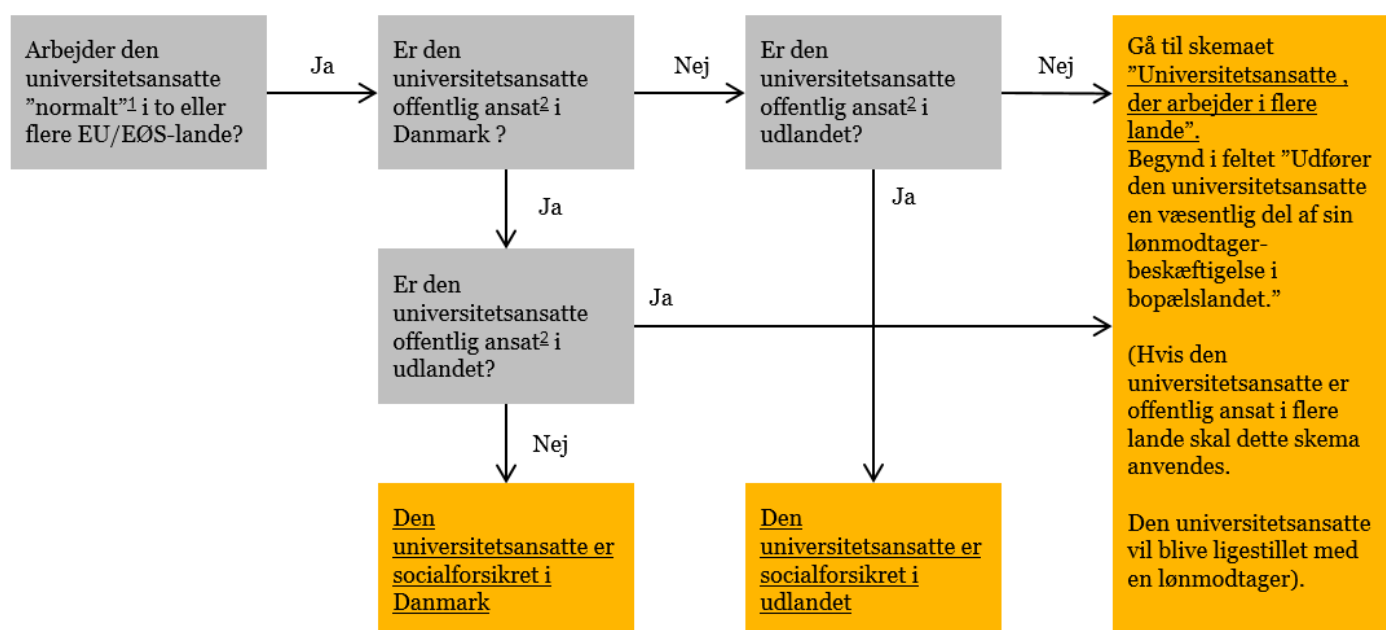 Arbejder den
universitetsansatte
”normalt”1 i to eller
flere EU/EØS-lande?
Ja
Er den
universitetsansatte
offentlig ansat2 i
Danmark ?
Nej
Er den
universitetsansatte
offentlig ansat2 i
udlandet?
Nej
Gå til skemaet
”Universitetsansatte ,
der arbejder i flere
lande”.
Begynd i feltet ”Udfører
den universitetsansatte
en væsentlig del af sin
lønmodtager-
beskæftigelse i
bopælslandet.”
(Hvis den
universitetsansatte er
offentlig ansat i flere
lande skal dette skema
anvendes.
Den universitetsansatte
vil blive ligestillet med
en lønmodtager).
Ja
Ja
Er den
universitetsansatte
offentlig ansat2 i
udlandet?
Ja
Nej
Den
universitetsansatte er
socialforsikret i
Danmark
Den
universitetsansatte er
socialforsikret i
udlandet